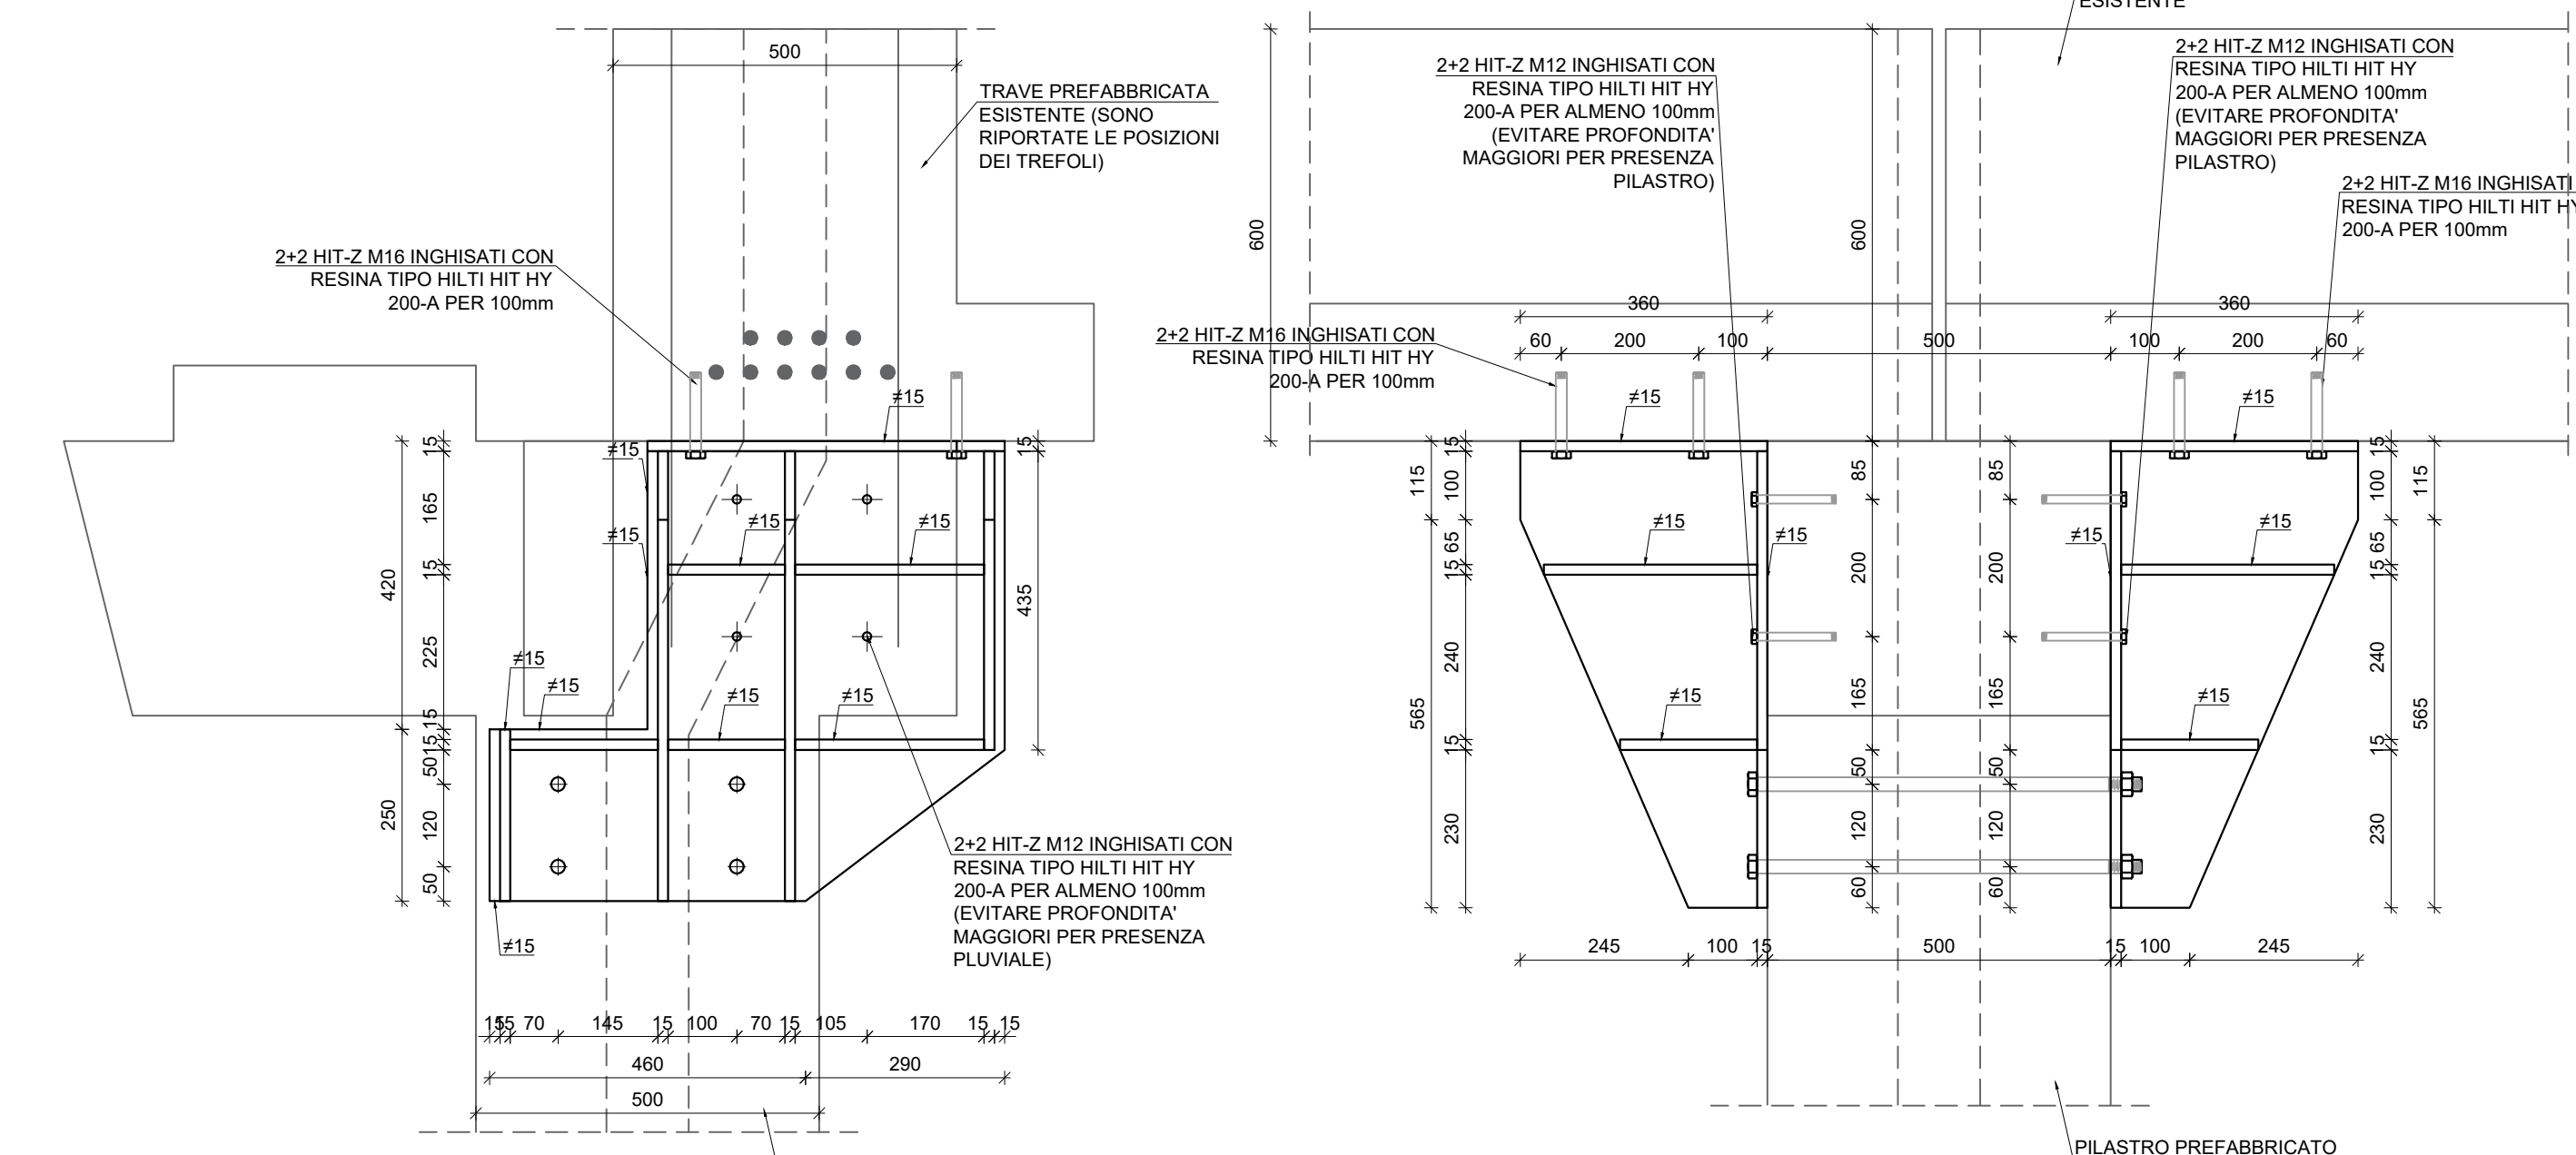 500
TRAVE PREFABBRICATA
ESISTENTE (SONO
RIPORTATE LE POSIZIONI
DEI TREFOLI)
2+2 HIT-Z M16 INGHISATI CON
RESINA TIPO HILTI HIT HY
200-A PER 100mm
≠15
≠15
≠15
≠15
≠15
≠15
≠15
≠15
≠15
≠15
15
165
15
225
15
15
50
120
50
420
250
15
435
2+2 HIT-Z M12 INGHISATI CON
RESINA TIPO HILTI HIT HY
200-A PER ALMENO 100mm
(EVITARE PROFONDITA'
MAGGIORI PER PRESENZA
PLUVIALE)
15 15 70 145 15 100 70 15 105 170 15 15
460 290
500
ESISTENTE
2+2 HIT-Z M12 INGHISATI CON
RESINA TIPO HILTI HIT HY
200-A PER ALMENO 100mm
(EVITARE PROFONDITA'
MAGGIORI PER PRESENZA
PILASTRO)
2+2 HIT-Z M12 INGHISATI CON
RESINA TIPO HILTI HIT HY
200-A PER ALMENO 100mm
(EVITARE PROFONDITA'
MAGGIORI PER PRESENZA
PILASTRO)
2+2 HIT-Z M16 INGHISATI
RESINA TIPO HILTI HIT HY
200-A PER 100mm
600
600
2+2 HIT-Z M16 INGHISATI CON
RESINA TIPO HILTI HIT HY
200-A PER 100mm
360 360
60 200 100 500 100 200 60
≠15
≠15
≠15
≠15
≠15
≠15
≠15
≠15
115
565
15
100
65
15
240
15
230
85
200
165
50
120
60
85
200
165
50
120
60
15
100
65
15
240
15
230
115
565
245 100 15 500 15 100 245
PILASTRO PREFABBRICATO